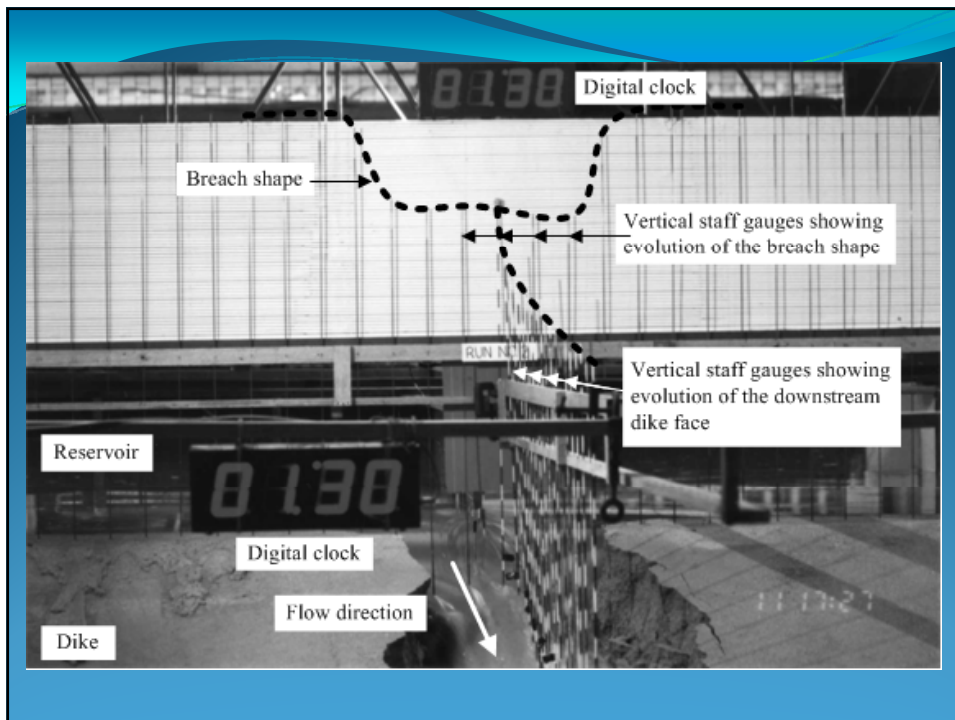 01:30
Digital clock
Breach shape
Vertical staff gauges showing
evolution of the breach shape
RUN N. 2
Vertical staff gauges showing
evolution of the downstream
dike face
Reservoir
01:30
Digital clock
Flow direction
11 17:27
Dike